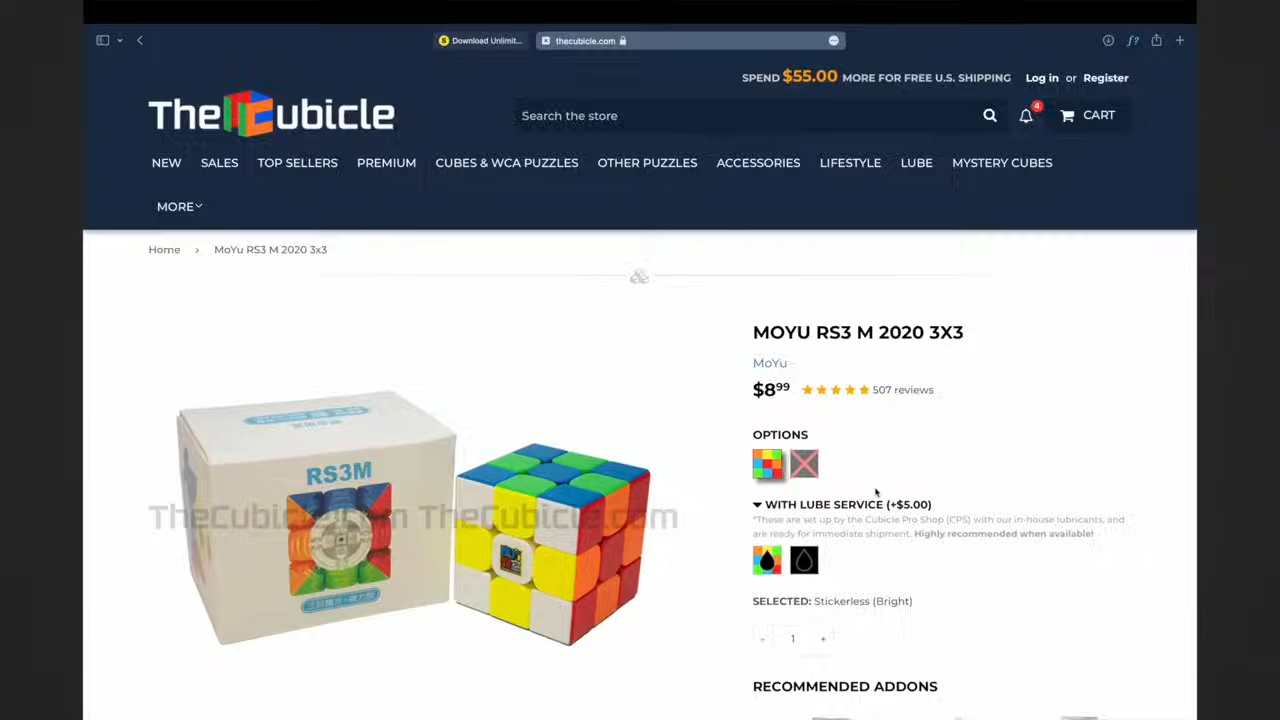 Download Unlimit...
thecubicle.com
SPEND $55.00 MORE FOR FREE U.S. SHIPPING
Log in or Register
TheCubicle
Search the store
4
CART
NEW SALES TOP SELLERS PREMIUM CUBES & WCA PUZZLES OTHER PUZZLES ACCESSORIES LIFESTYLE LUBE MYSTERY CUBES
MORE
Home › MoYu RS3 M 2020 3x3
MOYU RS3 M 2020 3X3
MoYu
$8.99 507 reviews
OPTIONS
WITH LUBE SERVICE (+$5.00)
*These are set up by the Cubicle Pro Shop (CPS) with our in-house lubricants, and
are ready for immediate shipment. Highly recommended when available!
SELECTED: Stickerless (Bright)
- 1 +
RECOMMENDED ADDONS
RS3M
TheCubicle.com TheCubicle.com